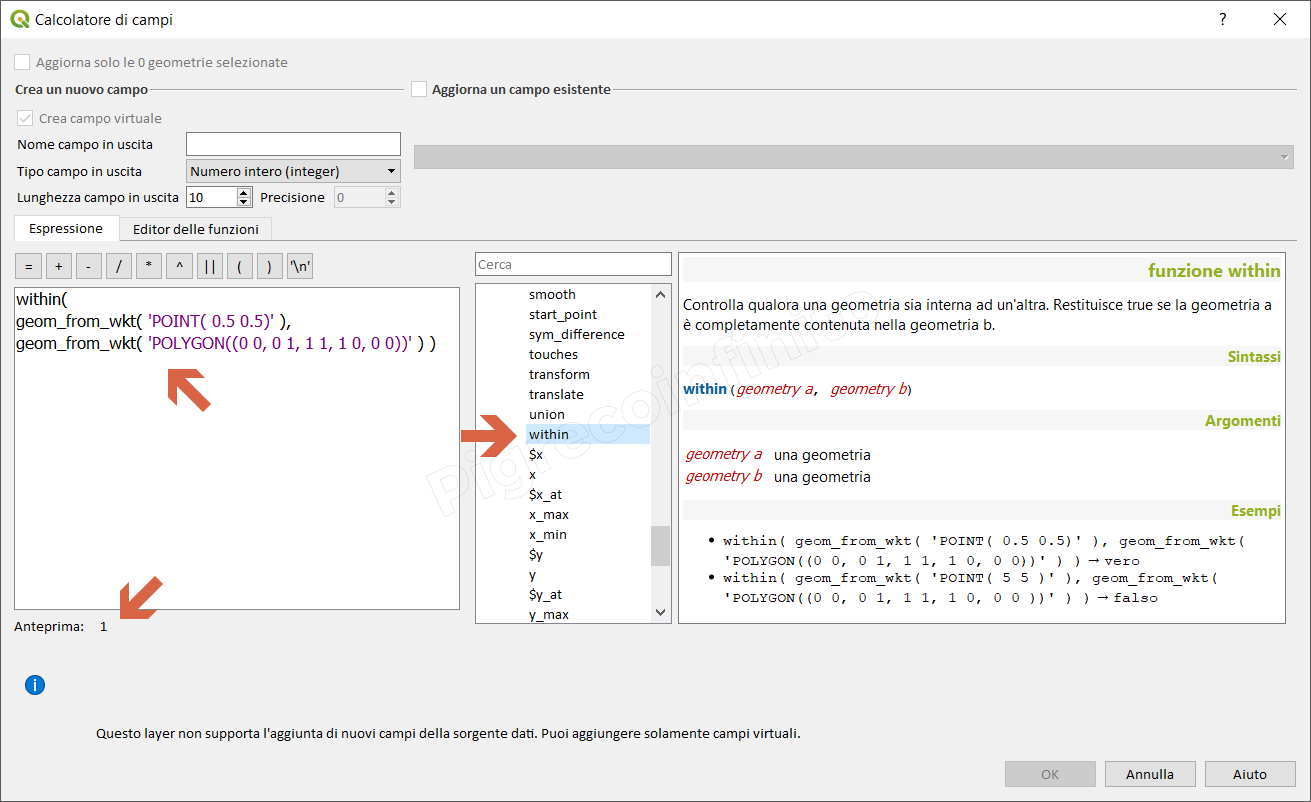 Calcolatore di campi
?
Aggiorna solo le 0 geometrie selezionate
Crea un nuovo campo
Aggiorna un campo esistente
Crea campo virtuale
Nome campo in uscita
Tipo campo in uscita Numero intero (integer)
Lunghezza campo in uscita 10 Precisione 0
Espressione Editor delle funzioni
= + - / * ^ || ( ) '\n'
within(
geom_from_wkt( 'POINT( 0.5 0.5)' ),
geom_from_wkt( 'POLYGON((0 0, 0 1, 1 1, 1 0, 0 0))' ) )
Anteprima: 1
Cerca
smooth
start_point
sym_difference
touches
transform
translate
union
within
$x
x
$x_at
x_max
x_min
$y
y
$y_at
y_max
funzione within
Controlla qualora una geometria sia interna ad un'altra. Restituisce true se la geometria a
è completamente contenuta nella geometria b.
Sintassi
within (geometry a, geometry b)
Argomenti
geometry a una geometria
geometry b una geometria
Esempi
• within( geom_from_wkt( 'POINT( 0.5 0.5)' ), geom_from_wkt(
'POLYGON((0 0, 0 1, 1 1, 1 0, 0 0))' ) ) → vero
• within( geom_from_wkt( 'POINT( 5 5 )' ), geom_from_wkt(
'POLYGON((0 0, 0 1, 1 1, 1 0, 0 0 ))' ) ) → falso
Pigrecoinfinito
i
Questo layer non supporta l'aggiunta di nuovi campi della sorgente dati. Puoi aggiungere solamente campi virtuali.
OK Annulla Aiuto